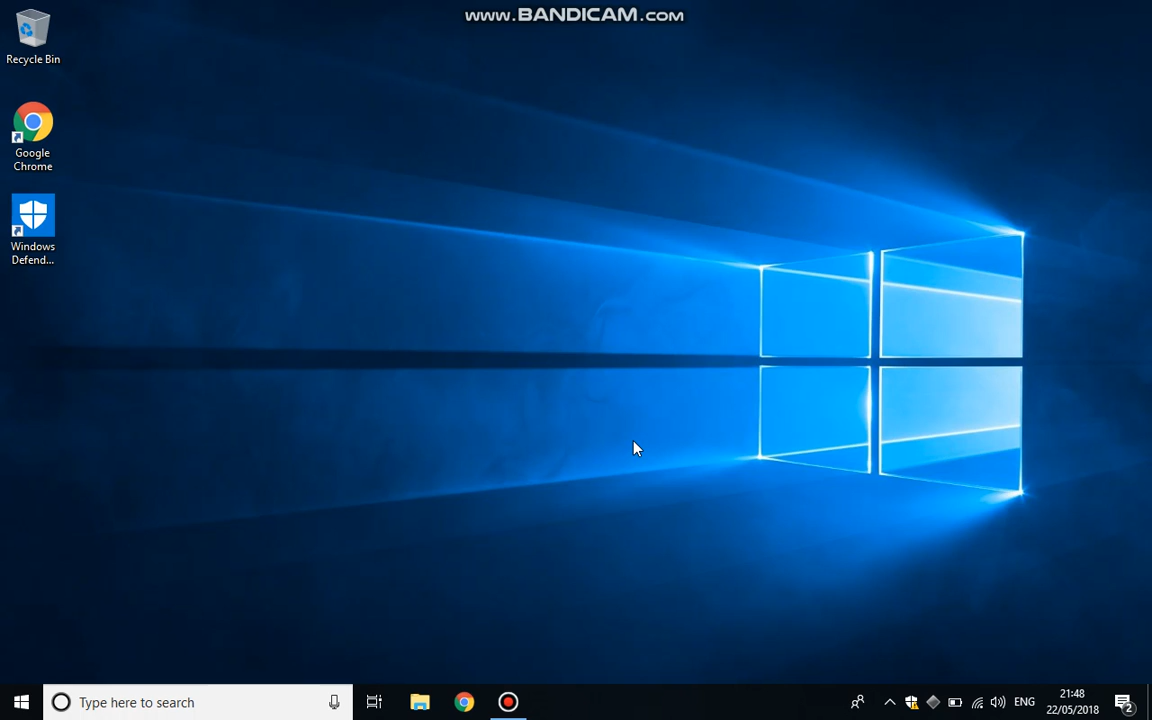 www.BANDICAM.com
Recycle Bin
Google
Chrome
Windows
Defend...
Type here to search
ENG
21:48
22/05/2018
2